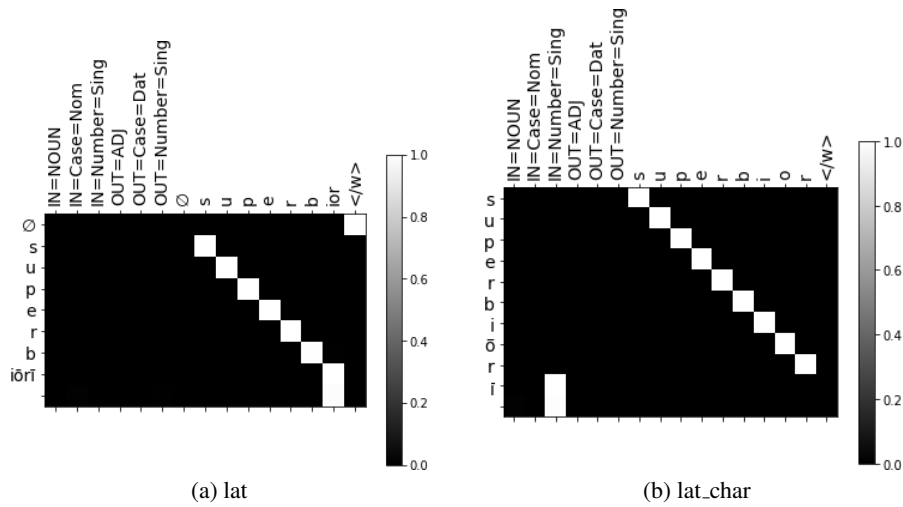 IN=NOUN
IN=Case=Nom
IN=Number=Sing
OUT=ADJ
OUT=Case=Dat
OUT=Number=Sing
∅
s
u
p
e
r
b
ior
</w>
∅
s
u
p
e
r
b
iōrī
1.0
0.8
0.6
0.4
0.2
0.0
(a) lat
IN=NOUN
IN=Case=Nom
IN=Number=Sing
OUT=ADJ
OUT=Case=Dat
OUT=Number=Sing
s
u
p
e
r
b
i
o
r
</w>
s
u
p
e
r
b
i
ō
r
ī
1.0
0.8
0.6
0.4
0.2
0.0
(b) lat_char